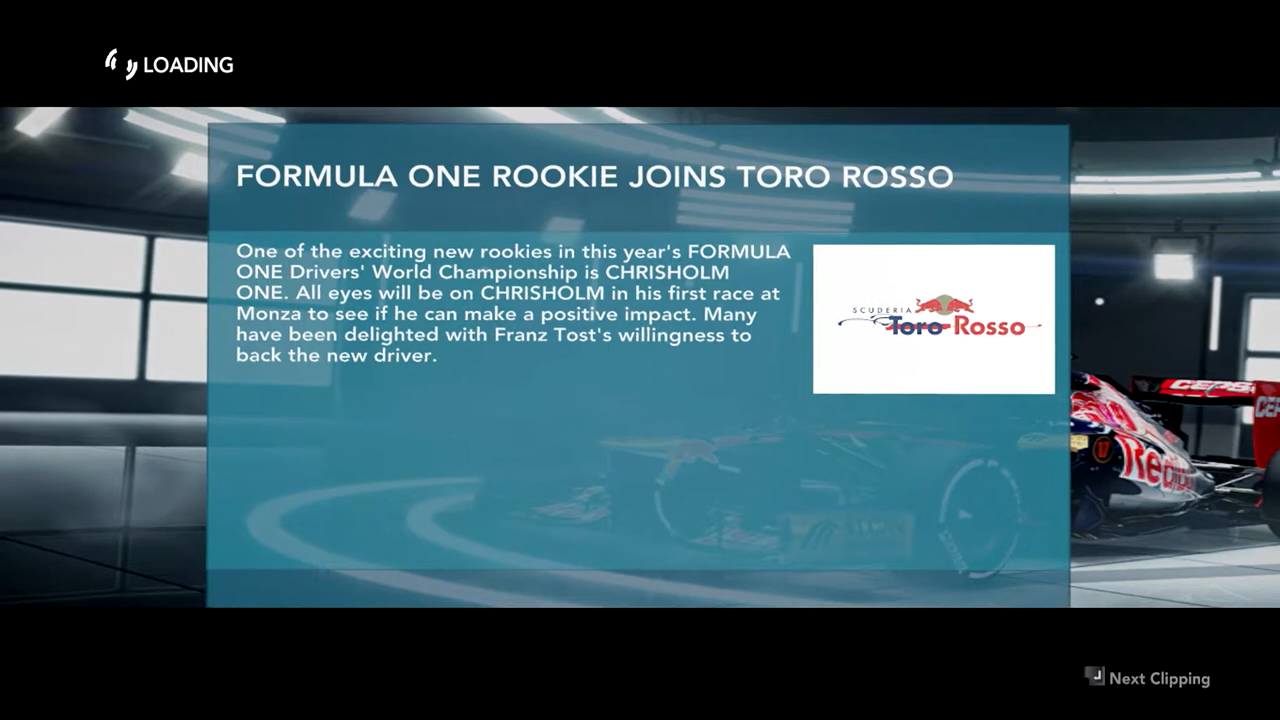 LOADING
FORMULA ONE ROOKIE JOINS TORO ROSSO
One of the exciting new rookies in this year's FORMULA
ONE Drivers' World Championship is CHRISHOLM
ONE. All eyes will be on CHRISHOLM in his first race at
Monza to see if he can make a positive impact. Many
have been delighted with Franz Tost's willingness to
back the new driver.
SCUDERIA
Toro Rosso
CEPSA
17
Next Clipping